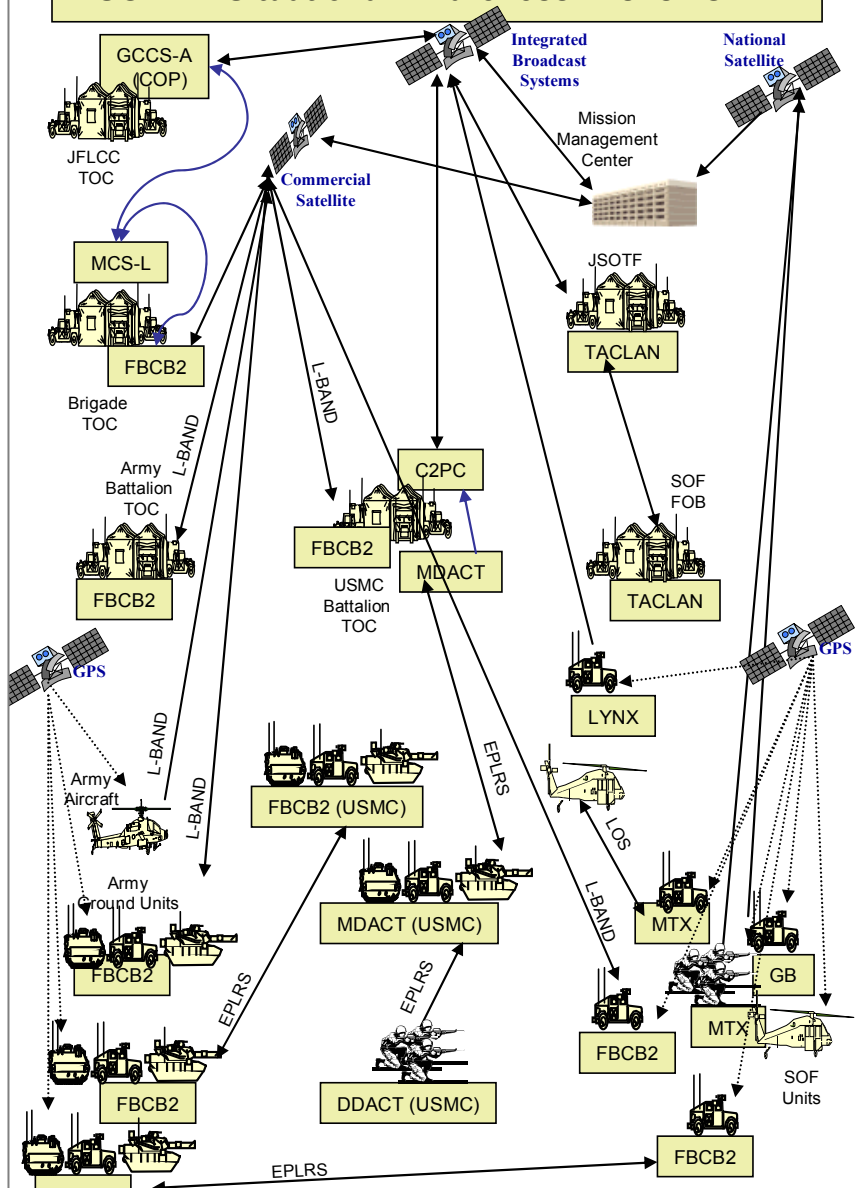 GCCS-A
(COP)
JFLCC
TOC
Integrated
Broadcast
Systems
National
Satellite
Mission
Management
Center
Commercial
Satellite
MCS-L
FBCB2
Brigade
TOC
JSOTF
TACLAN
L-BAND
L-BAND
Army
Battalion
TOC
FBCB2
C2PC
FBCB2
MDACT
USMC
Battalion
TOC
SOF
FOB
TACLAN
GPS
GPS
LYNX
L-BAND
L-BAND
Army
Aircraft
EPLRS
FBCB2 (USMC)
LOS
Army
Ground Units
FBCB2
MDACT (USMC)
L-BAND
MTX
GB
EPLRS
EPLRS
MTX
FBCB2
SOF
Units
FBCB2
DDACT (USMC)
FBCB2
EPLRS